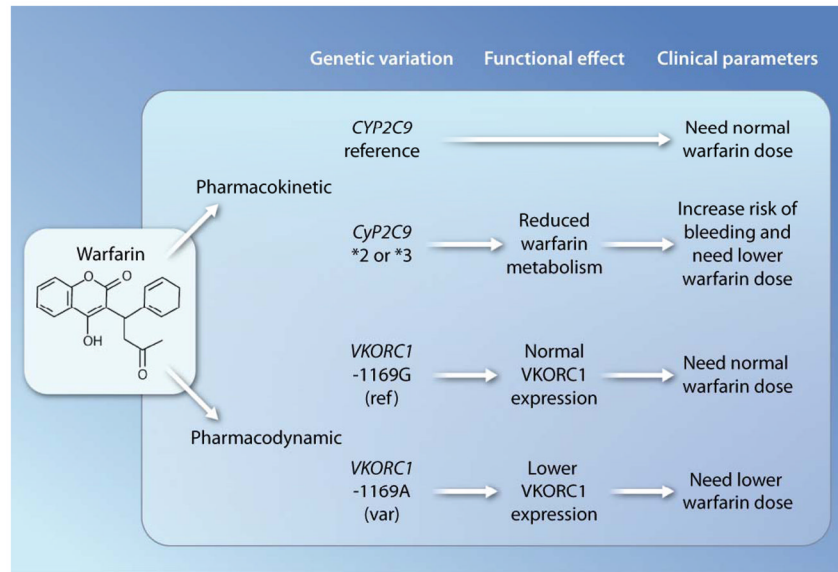 Genetic variation
Functional effect
Clinical parameters
CYP2C9
reference
Need normal
warfarin dose
Pharmacokinetic
CyP2C9
*2 or *3
Reduced
warfarin
metabolism
Increase risk of
bleeding and
need lower
warfarin dose
Warfarin
O
O
OH
O
VKORC1
-1169G
(ref)
Normal
VKORC1
expression
Need normal
warfarin dose
Pharmacodynamic
VKORC1
-1169A
(var)
Lower
VKORC1
expression
Need lower
warfarin dose